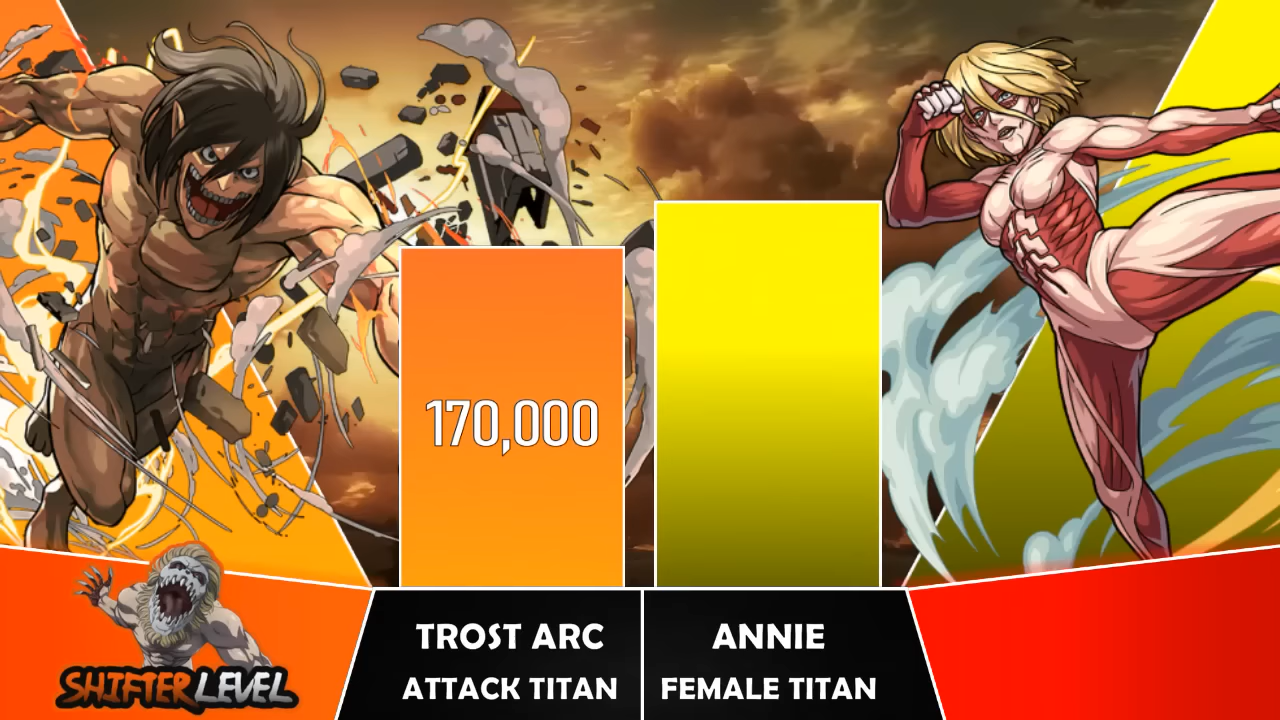 170,000
TROST ARC
ATTACK TITAN
ANNIE
FEMALE TITAN
SHIFTER LEVEL